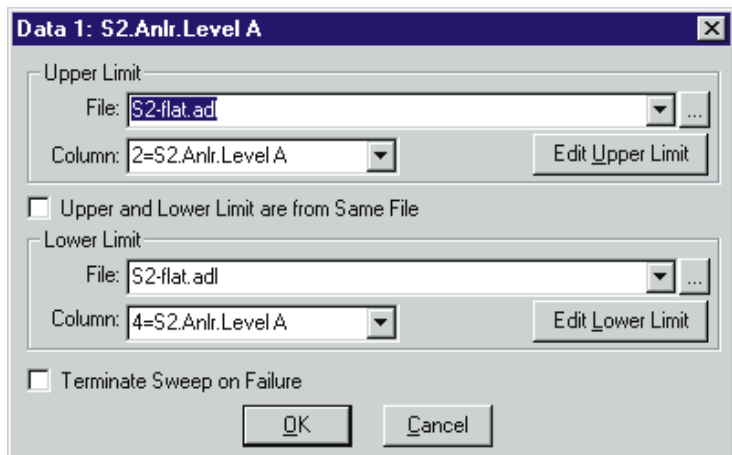 Data 1: S2.Anlr.Level A
Upper Limit
File: S2-flat.adl
...
Column: 2=S2.Anlr.Level A
Edit Upper Limit
Upper and Lower Limit are from Same File
Lower Limit
File: S2-flat.adl
...
Column: 4=S2.Anlr.Level A
Edit Lower Limit
Terminate Sweep on Failure
OK
Cancel